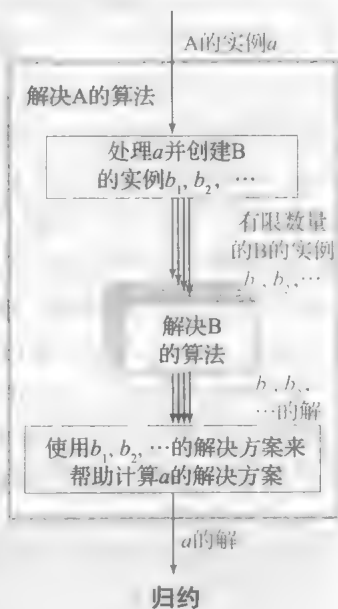 A的实例a
解决A的算法
处理a并创建B
的实例b₁, b₂, …
有限数量
的B的实例
解决B
的算法
…的解
使用b₁, b₂, …的解决方案来
帮助计算a的解决方案
a的解
归约